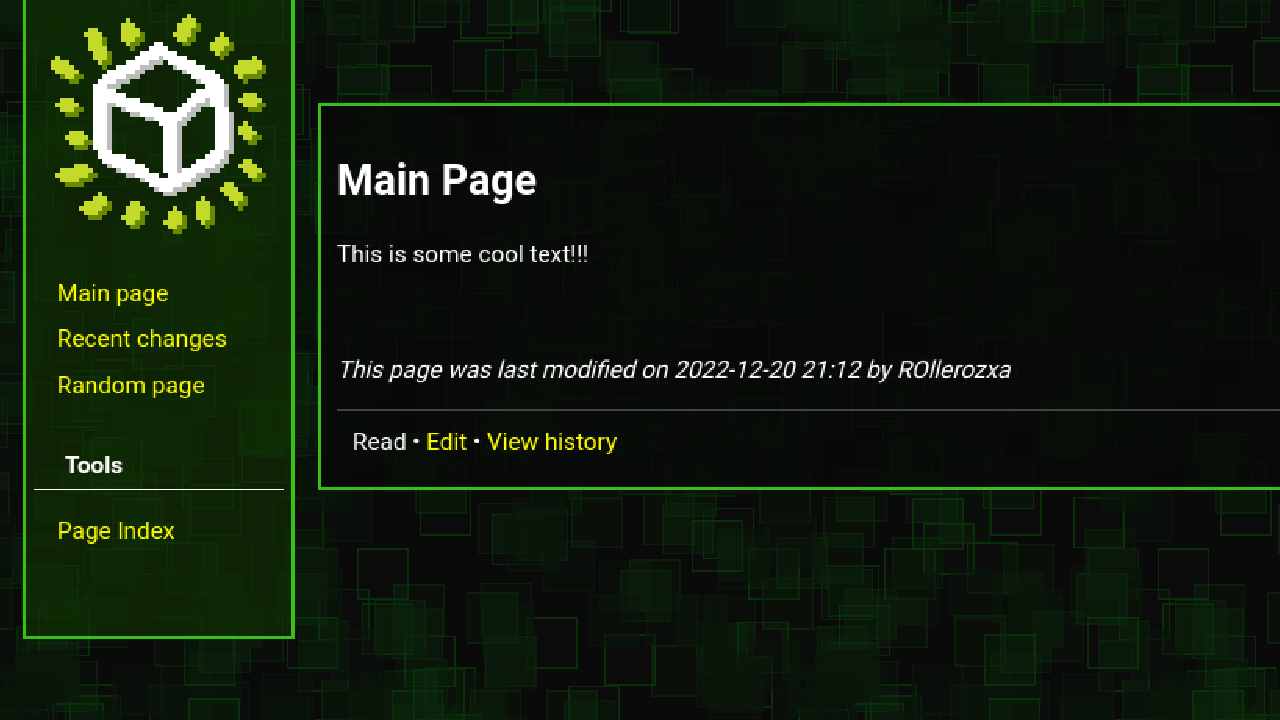 Main page
Recent changes
Random page
Tools
Page Index
Main Page
This is some cool text!!!
This page was last modified on 2022-12-20 21:12 by ROllerozxa
Read • Edit • View history